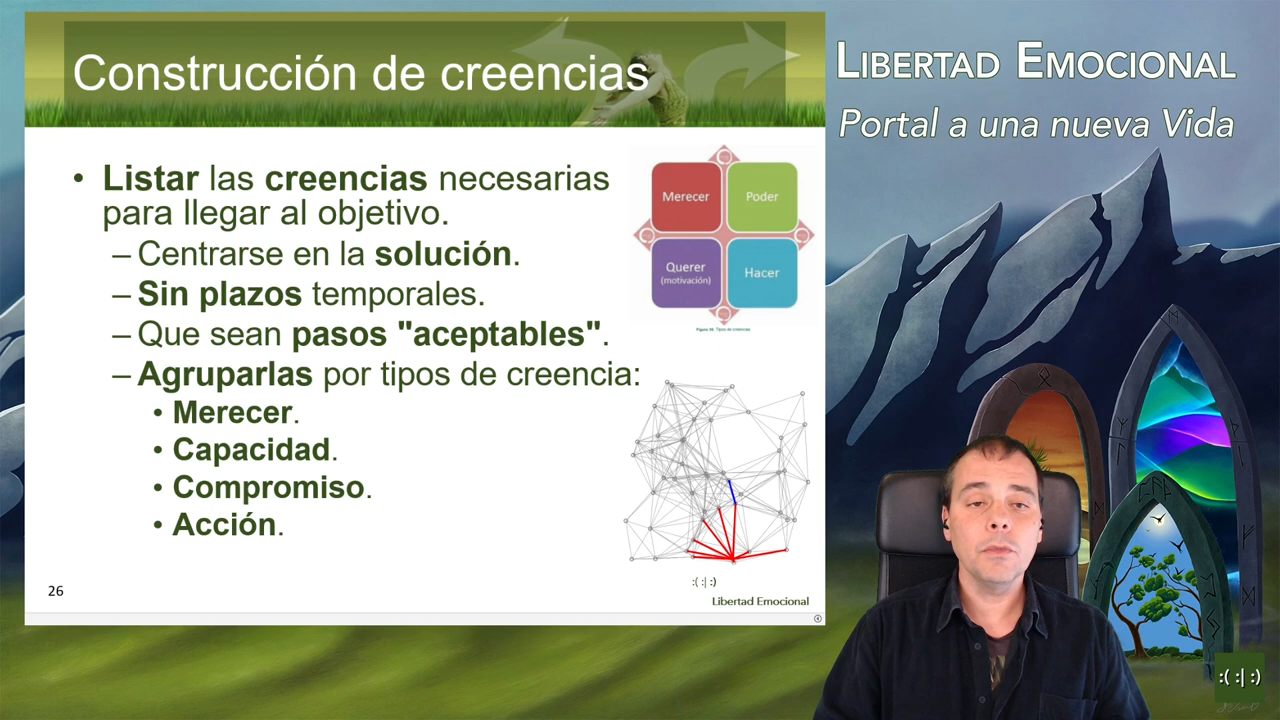 Construcción de creencias
• Listar las creencias necesarias
para llegar al objetivo.
– Centrarse en la solución.
– Sin plazos temporales.
– Que sean pasos "aceptables".
– Agruparlas por tipos de creencia:
• Merecer.
• Capacidad.
• Compromiso.
• Acción.
Merecer
Poder
Querer
(motivación)
Hacer
:( :| :)
Libertad Emocional
26
LIBERTAD EMOCIONAL
Portal a una nueva Vida
:( :| :)